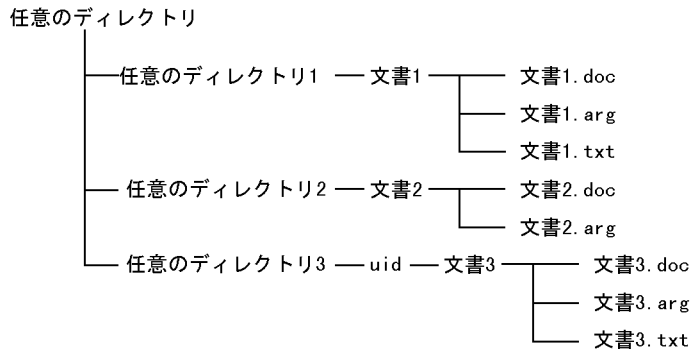 任意のディレクトリ
任意のディレクトリ1 文書1 文書1.doc
文書1.arg
文書1.txt
任意のディレクトリ2 文書2 文書2.doc
文書2.arg
任意のディレクトリ3 uid 文書3 文書3.doc
文書3.arg
文書3.txt